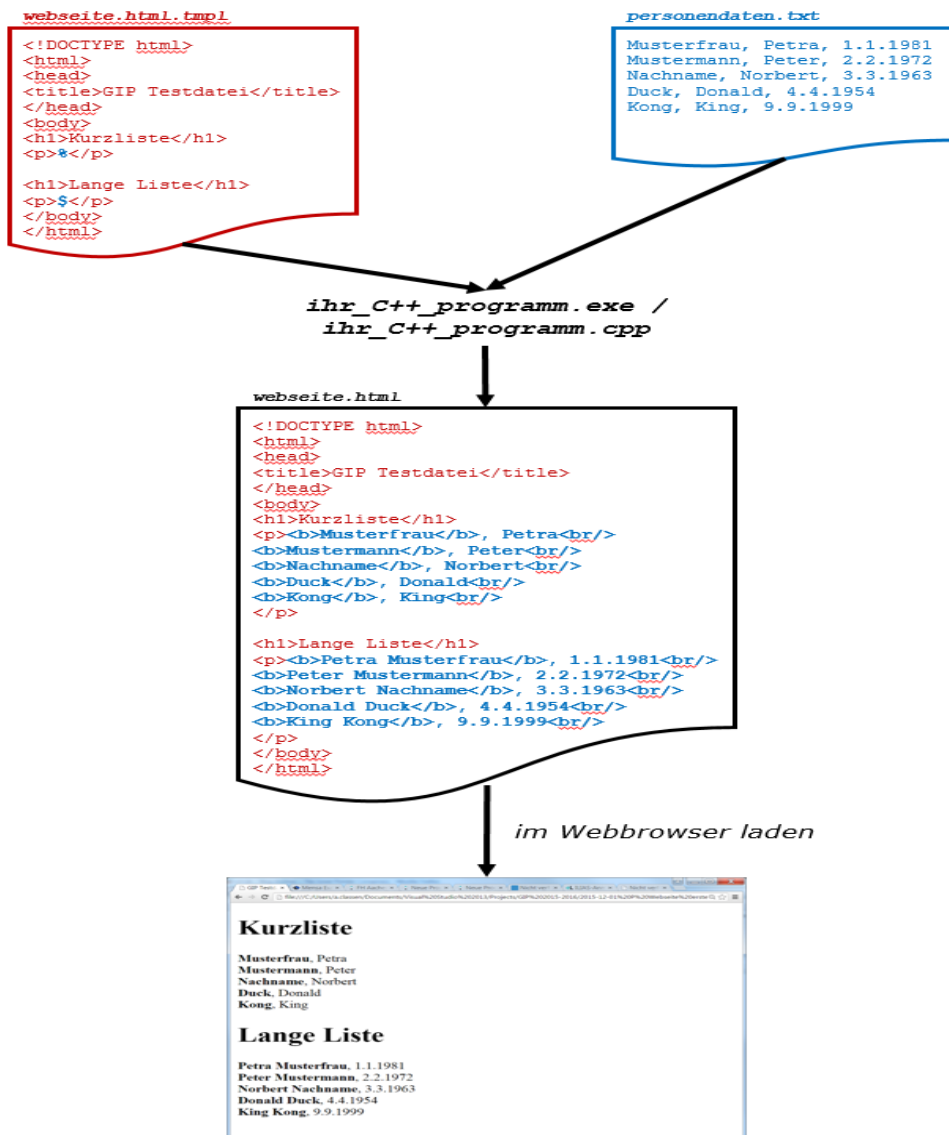 webseite.html.tmpl
<!DOCTYPE html>
<html>
<head>
<title>GIP Testdatei</title>
</head>
<body>
<h1>Kurzliste</h1>
<p>%</p>
<h1>Lange Liste</h1>
<p>$</p>
</body>
</html>
personendaten.txt
Musterfrau, Petra, 1.1.1981
Mustermann, Peter, 2.2.1972
Nachname, Norbert, 3.3.1963
Duck, Donald, 4.4.1954
Kong, King, 9.9.1999
ihr_C++_programm.exe /
ihr_C++_programm.cpp
webseite.html
<!DOCTYPE html>
<html>
<head>
<title>GIP Testdatei</title>
</head>
<body>
<h1>Kurzliste</h1>
<p><b>Musterfrau</b>, Petra<br/>
<b>Mustermann</b>, Peter<br/>
<b>Nachname</b>, Norbert<br/>
<b>Duck</b>, Donald<br/>
<b>Kong</b>, King<br/>
</p>
<h1>Lange Liste</h1>
<p><b>Petra Musterfrau</b>, 1.1.1981<br/>
<b>Peter Mustermann</b>, 2.2.1972<br/>
<b>Norbert Nachname</b>, 3.3.1963<br/>
<b>Donald Duck</b>, 4.4.1954<br/>
<b>King Kong</b>, 9.9.1999<br/>
</p>
</body>
</html>
im Webbrowser laden
Kurzliste
Musterfrau, Petra
Mustermann, Peter
Nachname, Norbert
Duck, Donald
Kong, King
Lange Liste
Petra Musterfrau, 1.1.1981
Peter Mustermann, 2.2.1972
Norbert Nachname, 3.3.1963
Donald Duck, 4.4.1954
King Kong, 9.9.1999